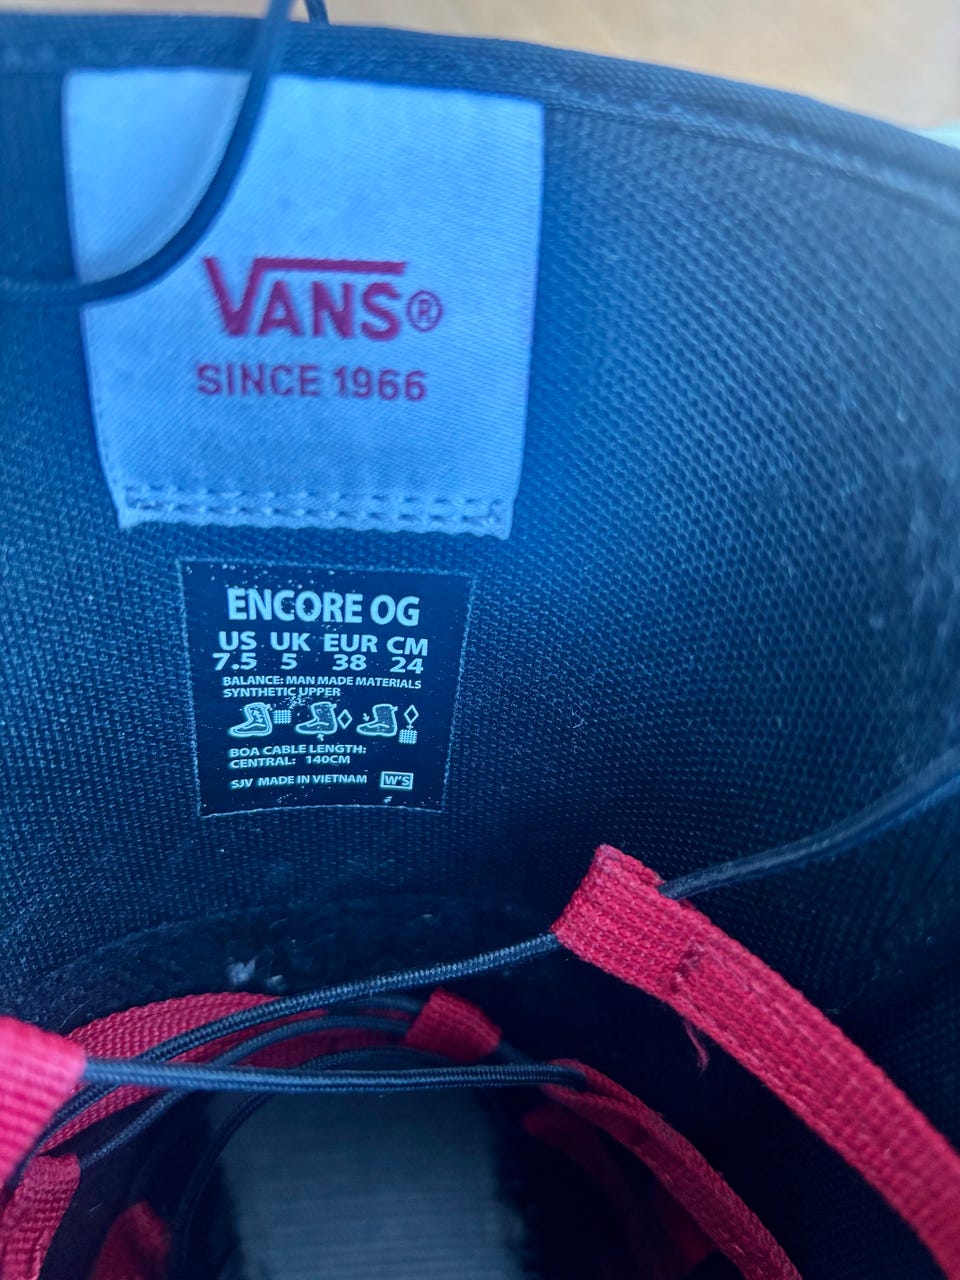 VANS®
SINCE 1966
ENCORE OG
US UK EUR CM
7.5 5 38 24
BALANCE: MAN MADE MATERIALS
SYNTHETIC UPPER
BOA CABLE LENGTH:
CENTRAL: 140CM
SJV MADE IN VIETNAM W'S